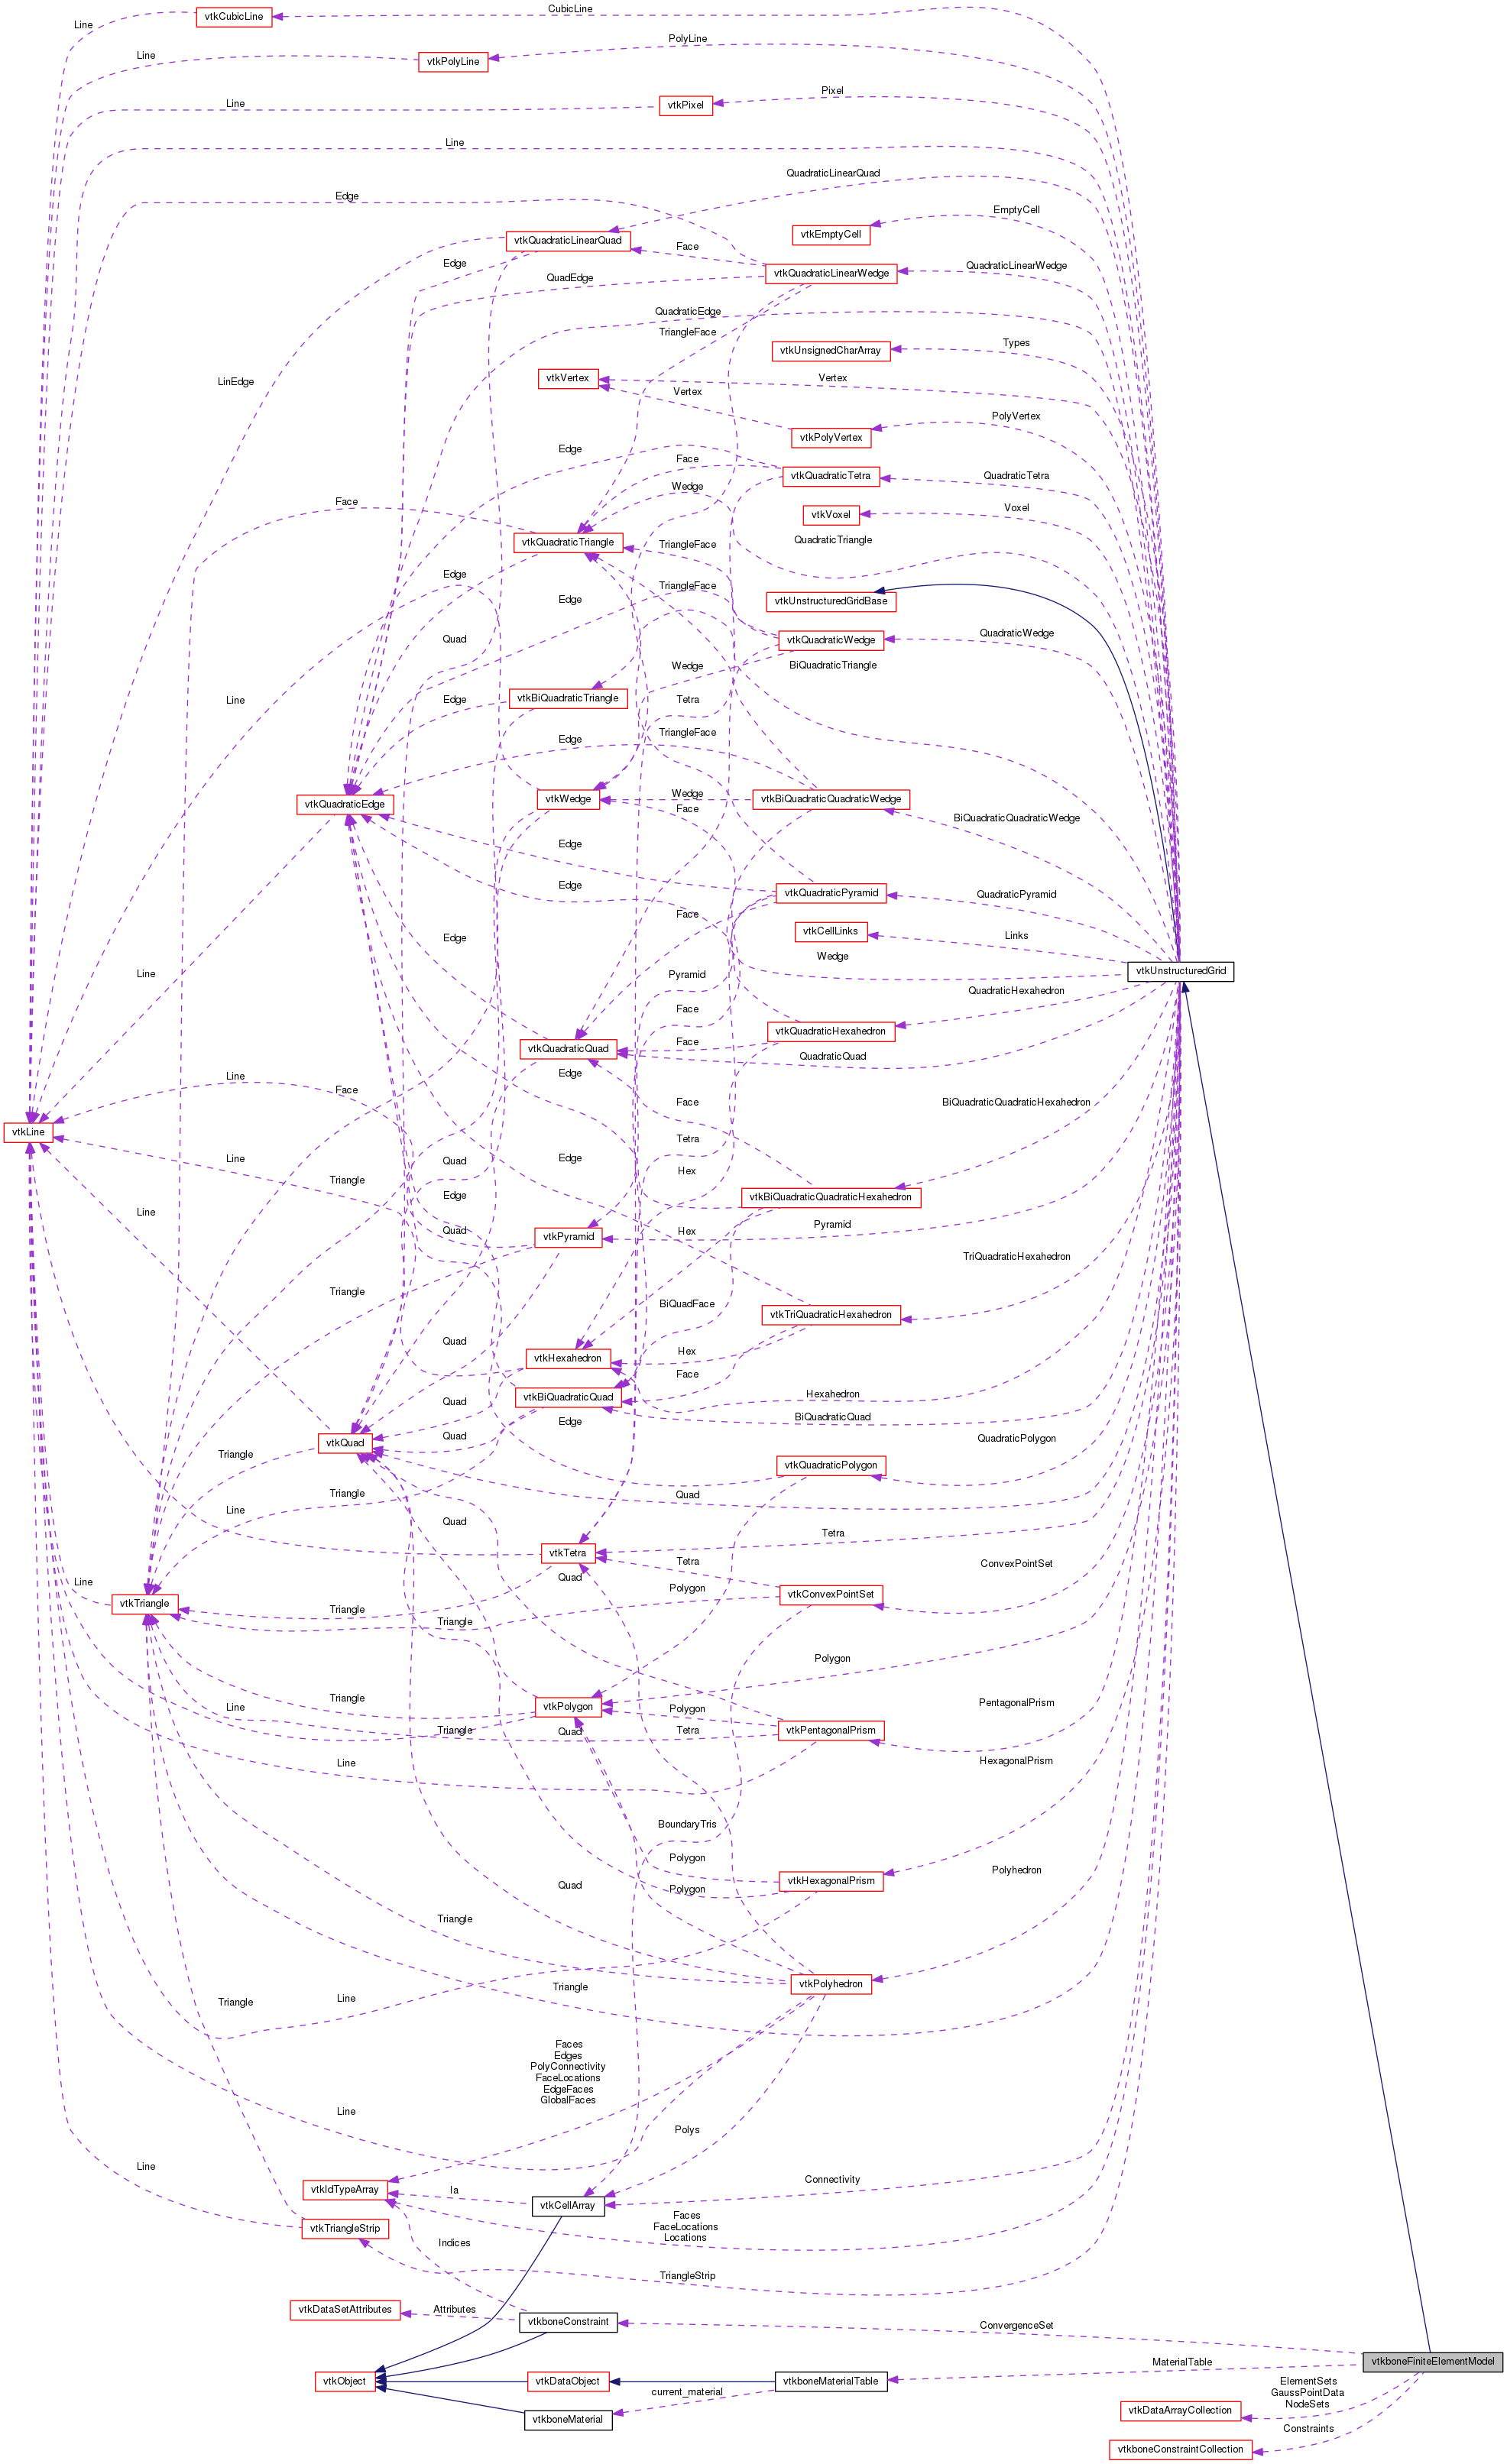 CubicLine
vtkCubicLine
Line
PolyLine
Line
vtkPolyLine
Pixel
Line
vtkPixel
Line
QuadraticLinearQuad
Edge
EmptyCell
vtkEmptyCell
vtkQuadraticLinearQuad
Face
Edge
QuadraticLinearWedge
vtkQuadraticLinearWedge
QuadEdge
QuadraticEdge
TriangleFace
Types
vtkUnsignedCharArray
Vertex
vtkVertex
LinEdge
Vertex
PolyVertex
vtkPolyVertex
Edge
Face
QuadraticTetra
vtkQuadraticTetra
Wedge
Face
Voxel
vtkVoxel
QuadraticTriangle
vtkQuadraticTriangle
TriangleFace
Edge
TriangleFace
Edge
vtkUnstructuredGridBase
Quad
QuadraticWedge
vtkQuadraticWedge
Wedge
BiQuadraticTriangle
Line
Edge
vtkBiQuadraticTriangle
Tetra
TriangleFace
Edge
vtkQuadraticEdge
vtkWedge
Wedge
vtkBiQuadraticQuadraticWedge
Face
BiQuadraticQuadraticWedge
Edge
Edge
vtkQuadraticPyramid
QuadraticPyramid
Face
Edge
vtkCellLinks
Links
Wedge
Line
Pyramid
vtkUnstructuredGrid
QuadraticHexahedron
Face
vtkQuadraticHexahedron
vtkQuadraticQuad
Face
QuadraticQuad
Line
Edge
Face
BiQuadraticQuadraticHexahedron
Face
vtkLine
Tetra
Line
Quad
Edge
Hex
Triangle
Edge
vtkBiQuadraticQuadraticHexahedron
Line
Quad
vtkPyramid
Hex
Pyramid
TriQuadraticHexahedron
Triangle
BiQuadFace
vtkTriQuadraticHexahedron
Quad
Hex
vtkHexahedron
Face
Quad
vtkBiQuadraticQuad
Hexahedron
BiQuadraticQuad
Edge
Quad
vtkQuad
QuadraticPolygon
Triangle
vtkQuadraticPolygon
Triangle
Quad
Line
Quad
Tetra
vtkTetra
Tetra
ConvexPointSet
Quad
Line
Polygon
vtkConvexPointSet
vtkTriangle
Triangle
Triangle
Polygon
Triangle
vtkPolygon
Polygon
PentagonalPrism
Line
Triangle
Quad
Tetra
vtkPentagonalPrism
Line
HexagonalPrism
BoundaryTris
Polygon
Polyhedron
vtkHexagonalPrism
Quad
Polygon
Triangle
vtkPolyhedron
Triangle
Triangle
Line
Faces
Edges
PolyConnectivity
FaceLocations
EdgeFaces
GlobalFaces
Line
Polys
Line
Connectivity
vtkIdTypeArray
Ia
vtkCellArray
Faces
FaceLocations
Locations
vtkTriangleStrip
Indices
TriangleStrip
vtkDataSetAttributes
Attributes
vtkboneConstraint
ConvergenceSet
MaterialTable
vtkboneFiniteElementModel
vtkObject
vtkDataObject
vtkboneMaterialTable
current_material
vtkboneMaterial
ElementSets
GaussPointData
NodeSets
vtkDataArrayCollection
Constraints
vtkboneConstraintCollection